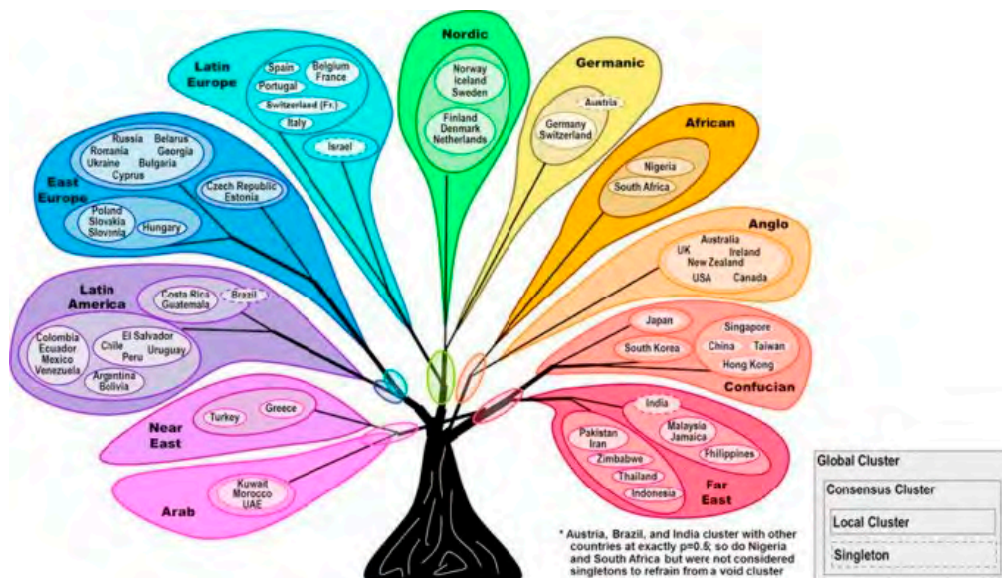 Nordic
Norway
Iceland
Sweden
Finland
Denmark
Netherlands
Latin
Europe
Spain
Belgium
France
Portugal
Switzerland (Fr.)
Italy
Israel
Germanic
Austria
Germany
Switzerland
African
Nigeria
South Africa
East
Europe
Russia Belarus
Romania Georgia
Ukraine Bulgaria
Cyprus
Czech Republic
Estonia
Poland
Slovakia
Slovenia
Hungary
Anglo
Australia
UK Ireland
New Zealand
USA Canada
Latin
America
Costa Rica
Guatemala
Brazil
Colombia
Ecuador
Mexico
Venezuela
El Salvador
Chile Uruguay
Peru
Argentina
Bolivia
Confucian
Japan
South Korea
Singapore
China Taiwan
Hong Kong
Near
East
Turkey
Greece
Arab
Kuwait
Morocco
UAE
Far
East
India
Malaysia
Jamaica
Philippines
Pakistan
Iran
Zimbabwe
Thailand
Indonesia
* Austria, Brazil, and India cluster with other
countries at exactly p=0.5; so do Nigeria
and South Africa but were not considered
singletons to refrain from a void cluster
Global Cluster
Consensus Cluster
Local Cluster
Singleton